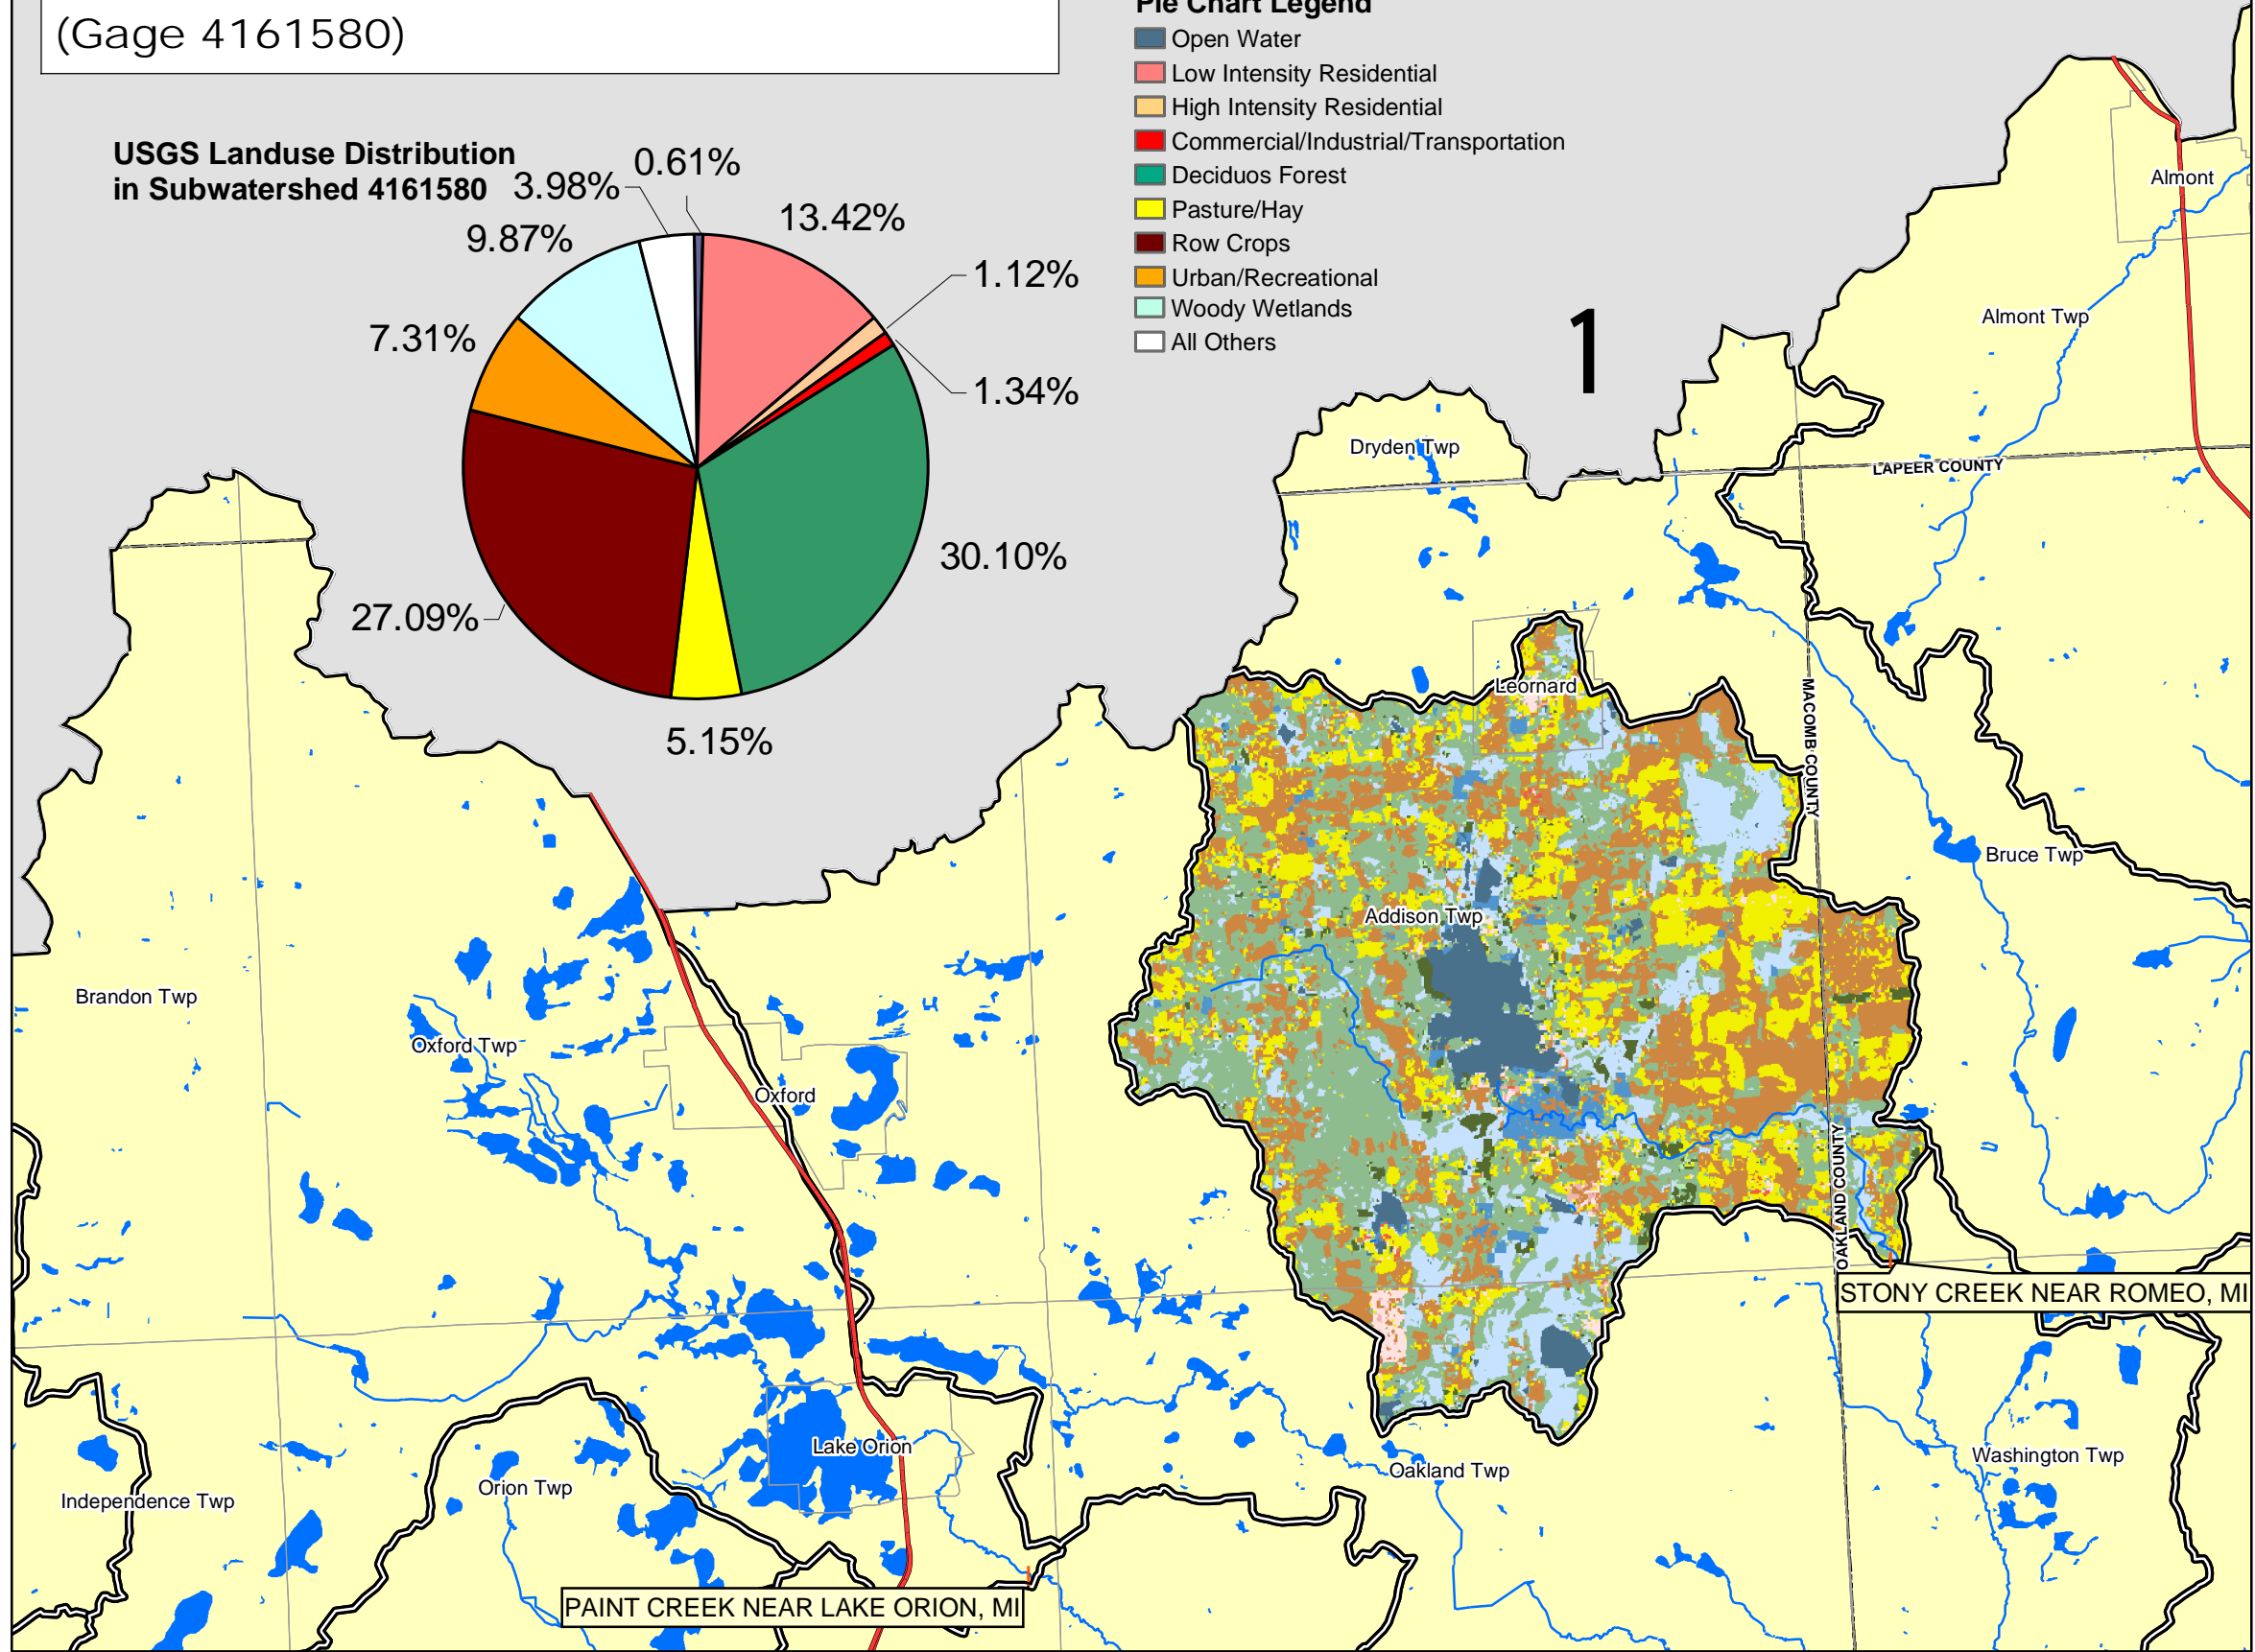 (Gage 4161580)
Pie Chart Legend
Open Water
Low Intensity Residential
High Intensity Residential
Commercial/Industrial/Transportation
Deciduos Forest
Pasture/Hay
Row Crops
Urban/Recreational
Woody Wetlands
All Others
USGS Landuse Distribution
in Subwatershed 4161580
0.61%
13.42%
1.12%
1.34%
30.10%
5.15%
27.09%
7.31%
9.87%
3.98%
1
Almont
Almont Twp
Dryden Twp
LAPEER COUNTY
Leornard
MACOMB COUNTY
Bruce Twp
Addison Twp
Brandon Twp
Oxford Twp
Oxford
OAKLAND COUNTY
STONY CREEK NEAR ROMEO, MI
Lake Orion
Washington Twp
Oakland Twp
Orion Twp
Independence Twp
PAINT CREEK NEAR LAKE ORION, MI